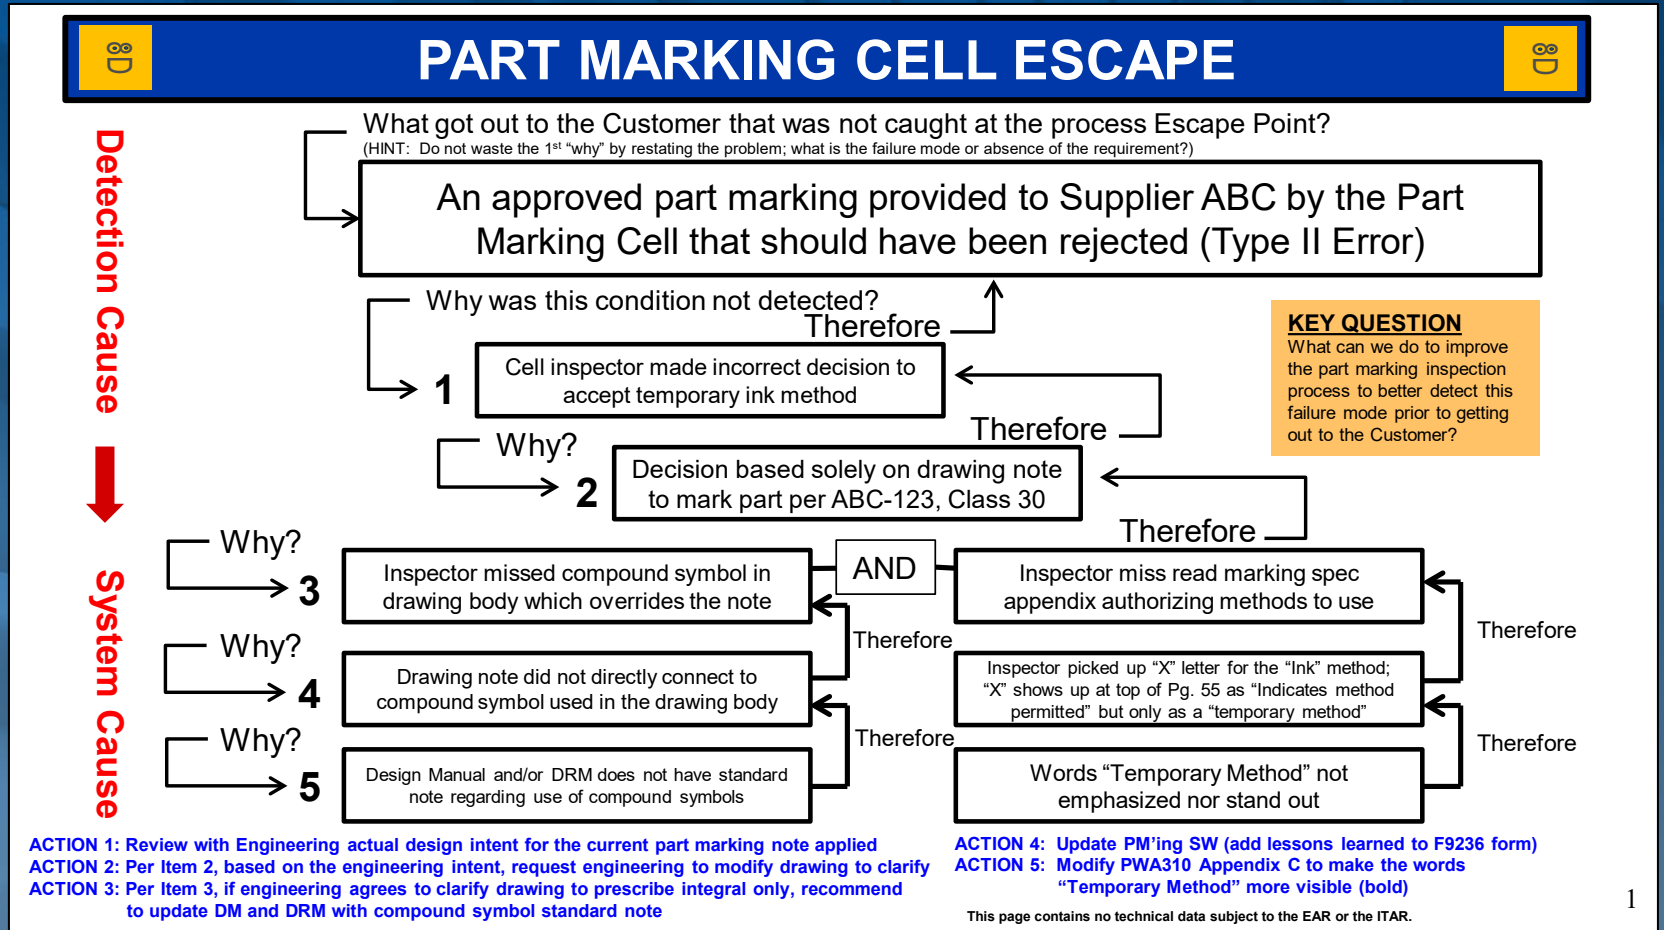 PART MARKING CELL ESCAPE
Detection Cause
System Cause
What got out to the Customer that was not caught at the process Escape Point?
(HINT: Do not waste the 1st “why” by restating the problem; what is the failure mode or absence of the requirement?)
An approved part marking provided to Supplier ABC by the Part
Marking Cell that should have been rejected (Type II Error)
Why was this condition not detected?
Therefore
1
Cell inspector made incorrect decision to
accept temporary ink method
KEY QUESTION
What can we do to improve
the part marking inspection
process to better detect this
failure mode prior to getting
out to the Customer?
Why?
Therefore
2
Decision based solely on drawing note
to mark part per ABC-123, Class 30
Therefore
Why?
3
Inspector missed compound symbol in
drawing body which overrides the note
AND
Inspector miss read marking spec
appendix authorizing methods to use
Therefore
Therefore
Why?
4
Drawing note did not directly connect to
compound symbol used in the drawing body
Inspector picked up “X” letter for the “Ink” method;
“X” shows up at top of Pg. 55 as “Indicates method
permitted” but only as a “temporary method”
Therefore
Therefore
Why?
5
Design Manual and/or DRM does not have standard
note regarding use of compound symbols
Words “Temporary Method” not
emphasized nor stand out
ACTION 1: Review with Engineering actual design intent for the current part marking note applied
ACTION 2: Per Item 2, based on the engineering intent, request engineering to modify drawing to clarify
ACTION 3: Per Item 3, if engineering agrees to clarify drawing to prescribe integral only, recommend
to update DM and DRM with compound symbol standard note
ACTION 4: Update PM’ing SW (add lessons learned to F9236 form)
ACTION 5: Modify PWA310 Appendix C to make the words
“Temporary Method” more visible (bold)
This page contains no technical data subject to the EAR or the ITAR.
1